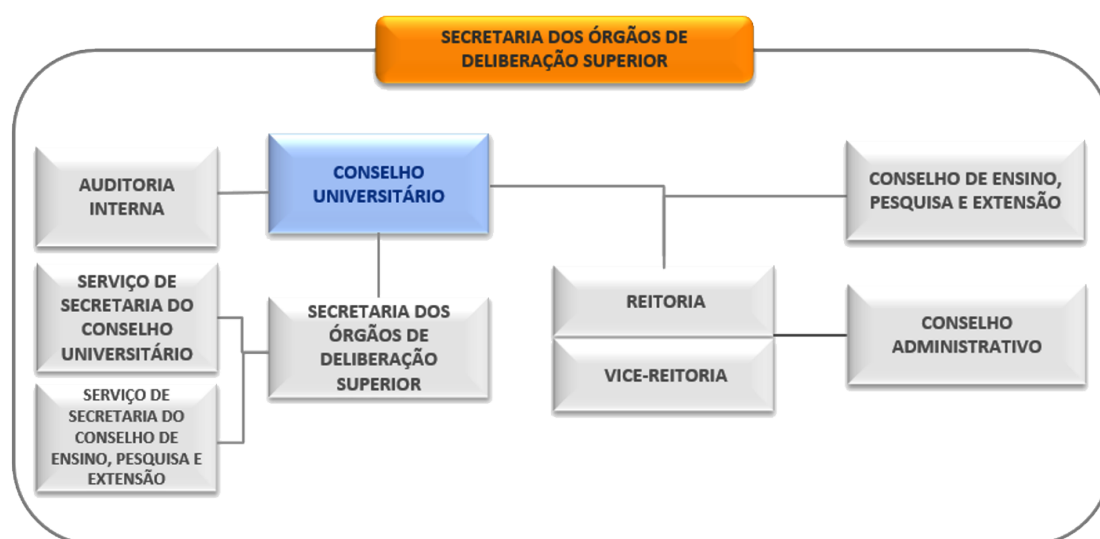 SECRETARIA DOS ÓRGÃOS DE
DELIBERAÇÃO SUPERIOR
AUDITORIA
INTERNA
CONSELHO
UNIVERSITÁRIO
CONSELHO DE ENSINO,
PESQUISA E EXTENSÃO
SERVIÇO DE
SECRETARIA DO
CONSELHO
UNIVERSITÁRIO
SECRETARIA DOS
ÓRGÃOS DE
DELIBERAÇÃO
SUPERIOR
REITORIA
VICE-REITORIA
CONSELHO
ADMINISTRATIVO
SERVIÇO DE
SECRETARIA DO
CONSELHO DE
ENSINO, PESQUISA E
EXTENSÃO